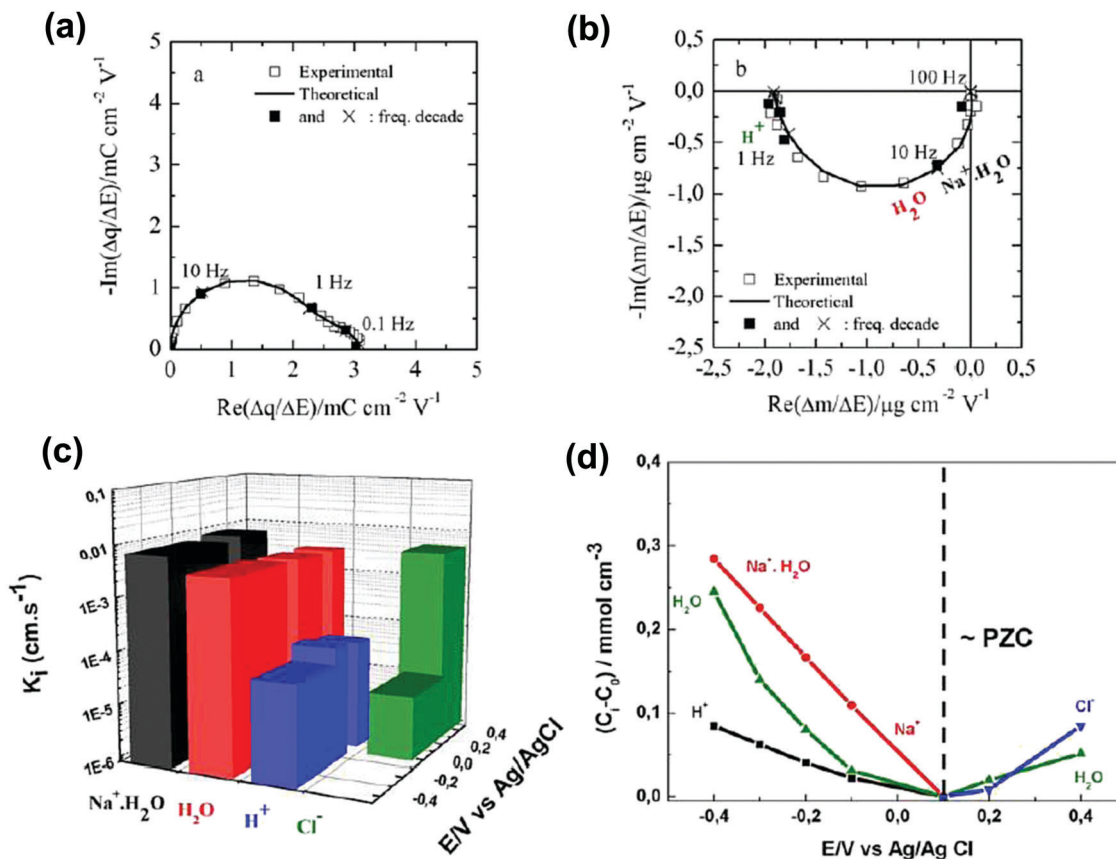 (a)
5
4
3
2
1
0
-Im(Δq/ΔE)/mC cm⁻² V⁻¹
a
Experimental
Theoretical
and × : freq. decade
10 Hz
1 Hz
0.1 Hz
0 1 2 3 4 5
Re(Δq/ΔE)/mC cm⁻² V⁻¹
(b)
0,5
0,0
-0,5
-1,0
-1,5
-2,0
-2,5
-Im(Δm/ΔE)/μg cm⁻² V⁻¹
b
100 Hz
H⁺
1 Hz
10 Hz
Na⁺.H₂O
H₂O
Experimental
Theoretical
and × : freq. decade
-2,5 -2,0 -1,5 -1,0 -0,5 0,0
Re(Δm/ΔE)/μg cm⁻² V⁻¹
(c)
0,1
0,01
1E-3
1E-4
1E-5
1E-6
Kᵢ (cm.s⁻¹)
Na⁺.H₂O
H₂O
H⁺
Cl⁻
-0,4
-0,2
0,0
0,2
0,4
E/V vs Ag/AgCl
(d)
0,4
0,3
0,2
0,1
0,0
(Cᵢ-C₀) / mmol cm⁻³
Na⁺.H₂O
H₂O
H⁺
Na⁺
~ PZC
Cl⁻
H₂O
-0,4 -0,2 0,0 0,2 0,4
E/V vs Ag/Ag Cl